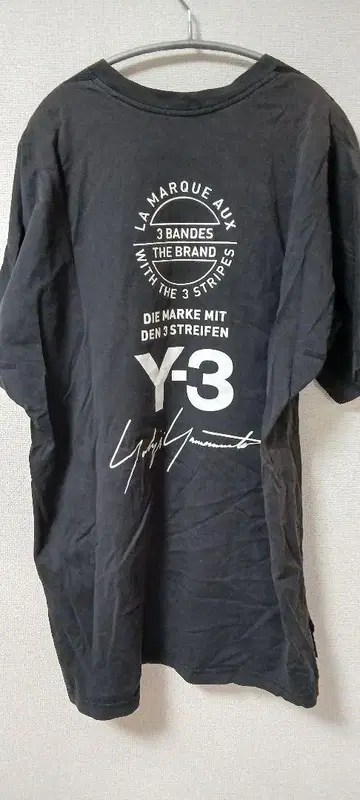 LA MARQUE AUX
3 BANDES
THE BRAND
WITH THE 3 STRIPES
DIE MARKE MIT
DEN 3 STREIFEN
Y-3
Yohji Yamamoto